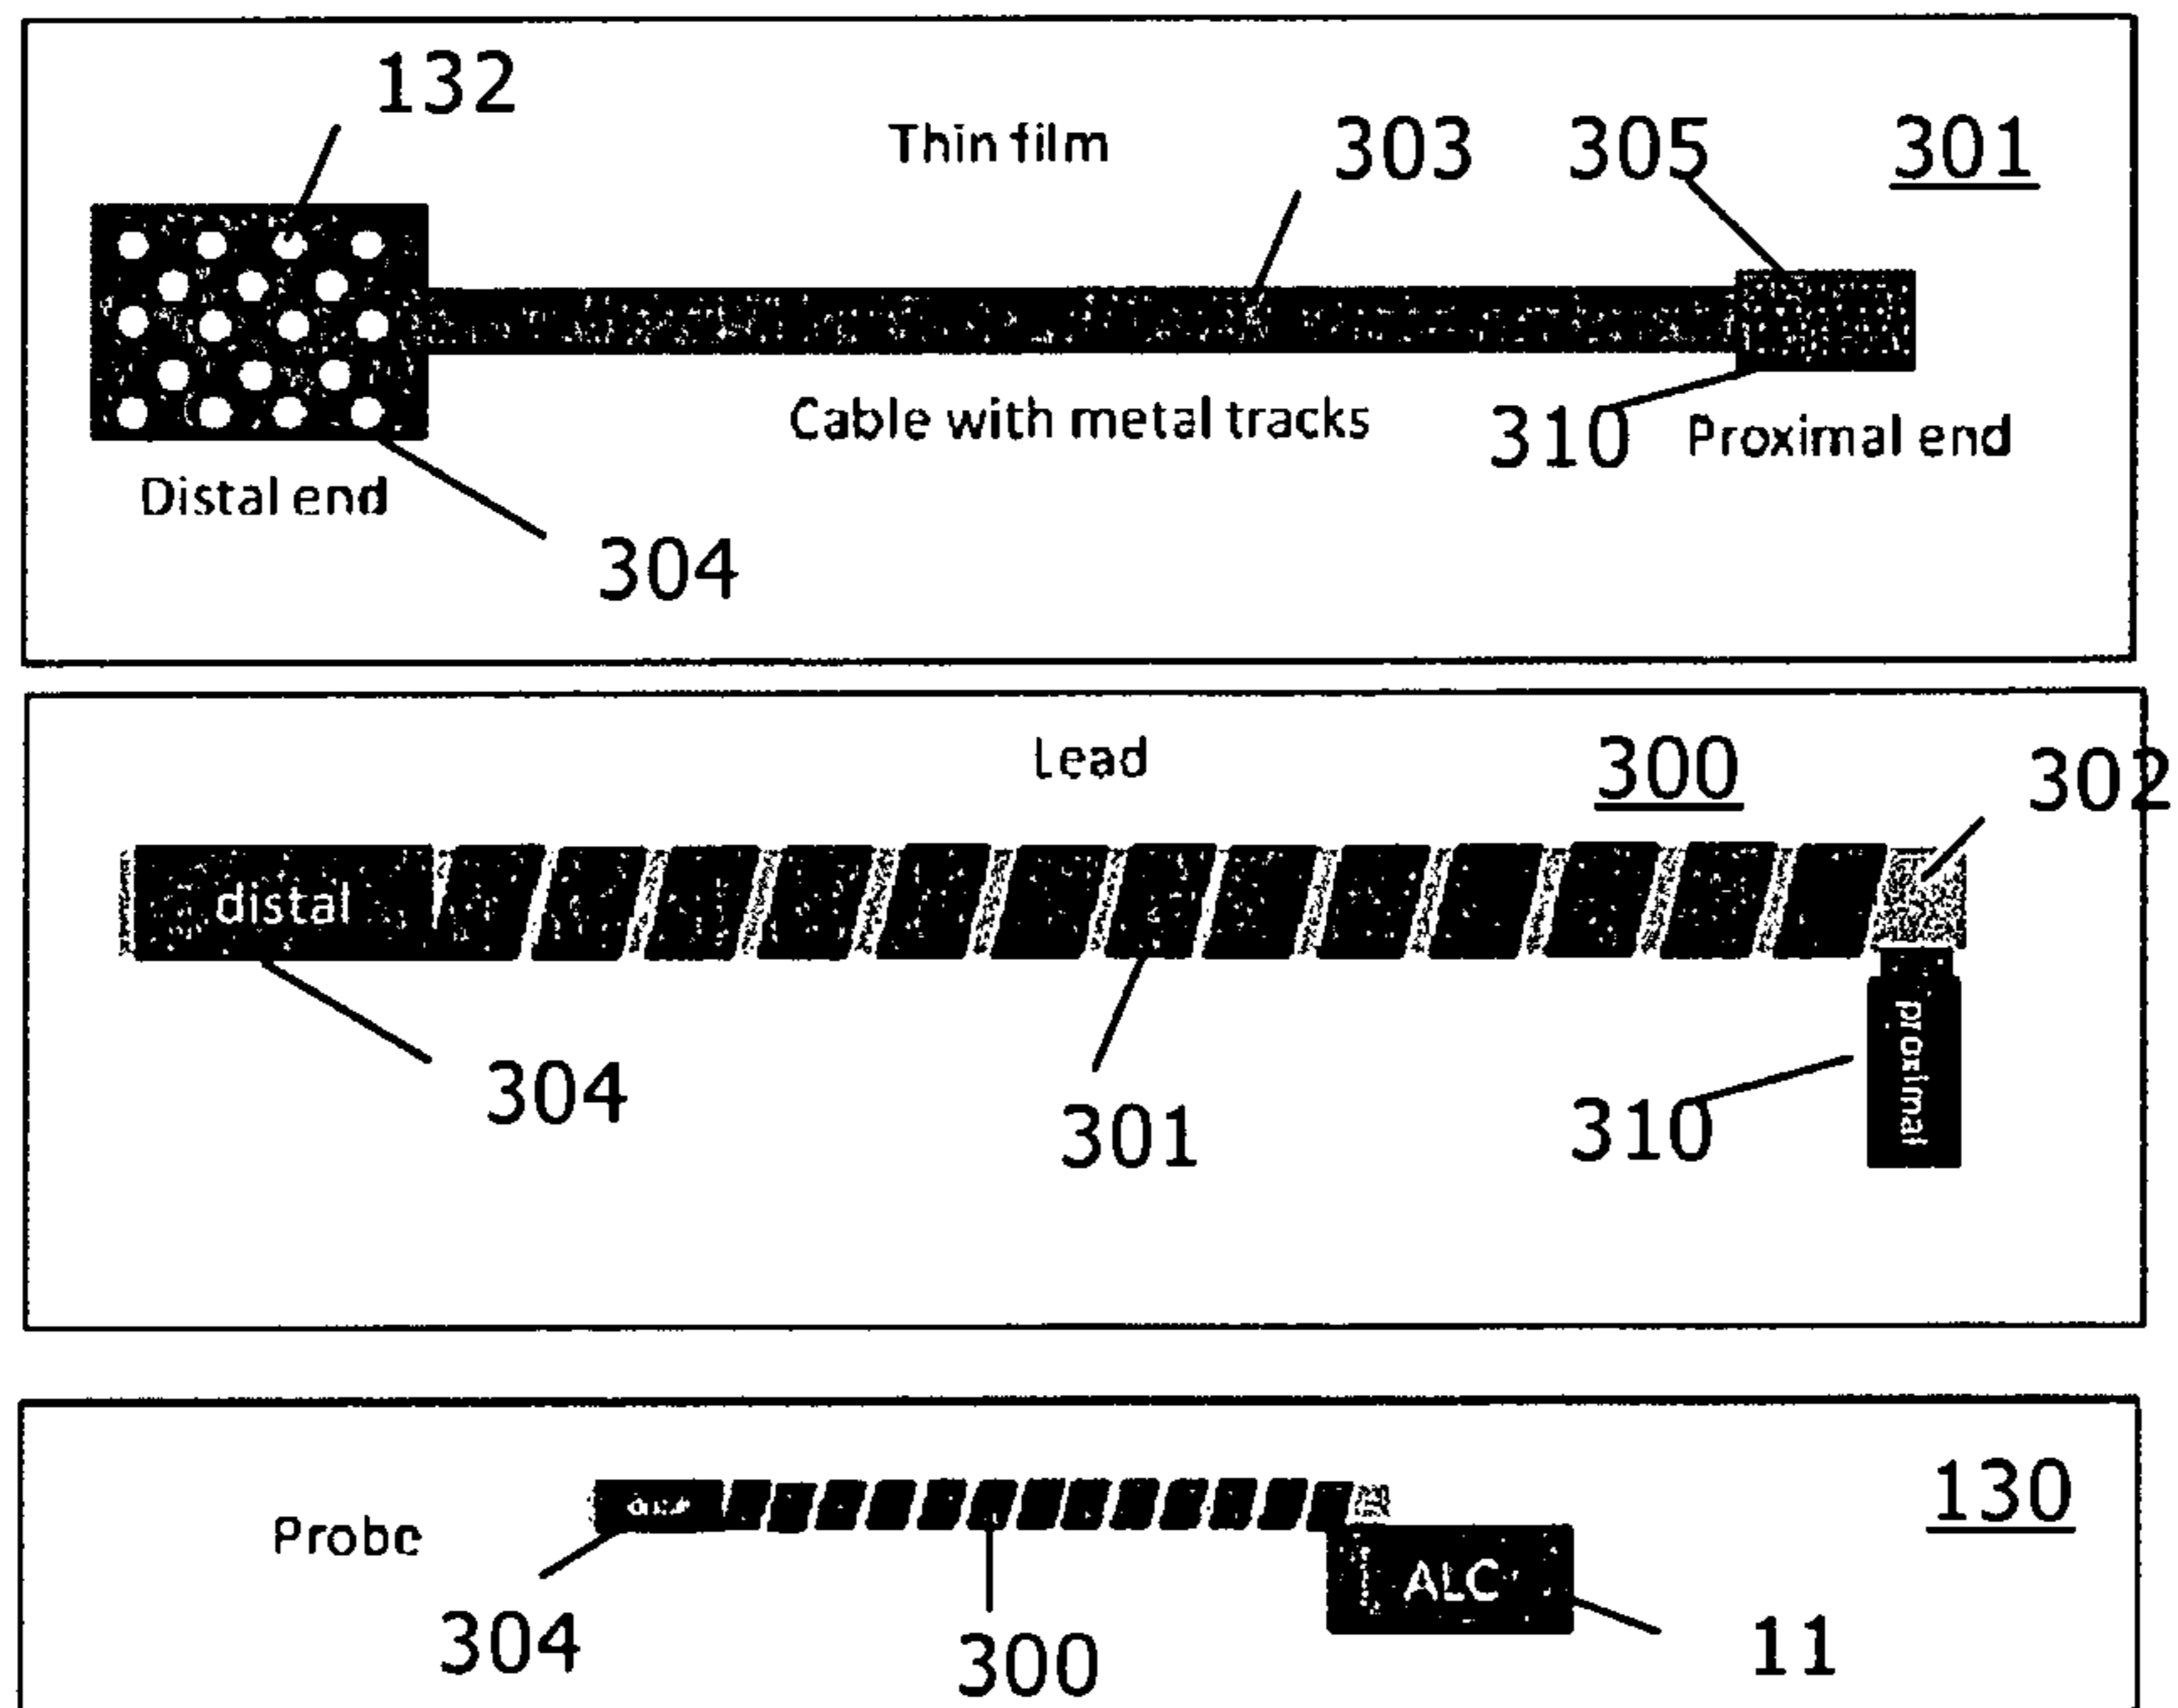 132
Thin film 303 305 301
Cable with metal tracks
310 Proximal end
Distal end
304
Lead 300
302
distal
proximal
304
301
310
130
Probe
ALC
304
300
11